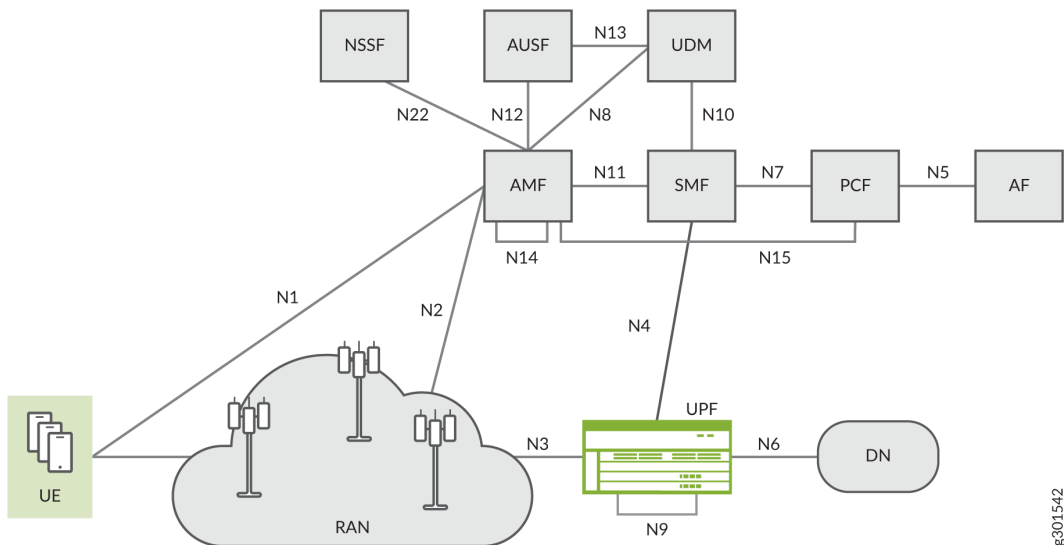 NSSF
AUSF
N13
UDM
N22
N12
N8
N10
AMF
N11
SMF
N7
PCF
N5
AF
N14
N15
N1
N2
N4
UPF
N3
N6
DN
UE
RAN
N9
g301542